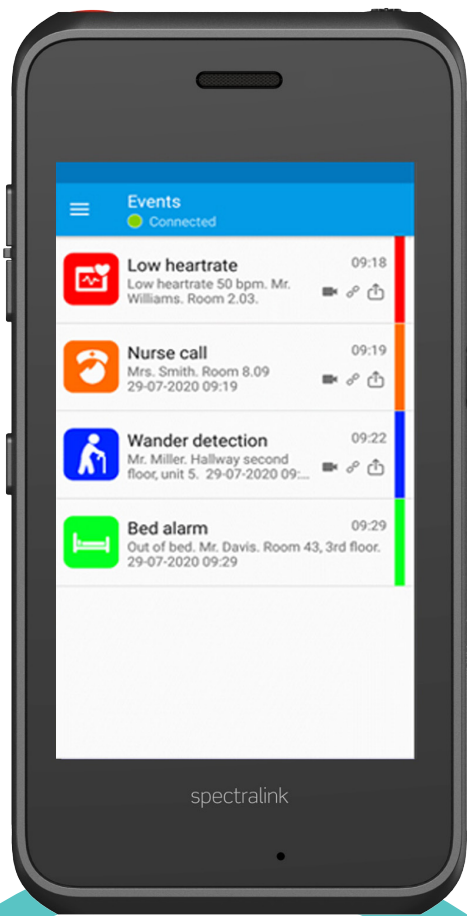 Events
Connected
Low heartrate
09:18
Low heartrate 50 bpm. Mr.
Williams. Room 2.03.
Nurse call
09:19
Mrs. Smith. Room 8.09
29-07-2020 09:19
Wander detection
09:22
Mr. Miller. Hallway second
floor, unit 5. 29-07-2020 09:...
Bed alarm
09:29
Out of bed. Mr. Davis. Room 43, 3rd floor.
29-07-2020 09:29
spectralink